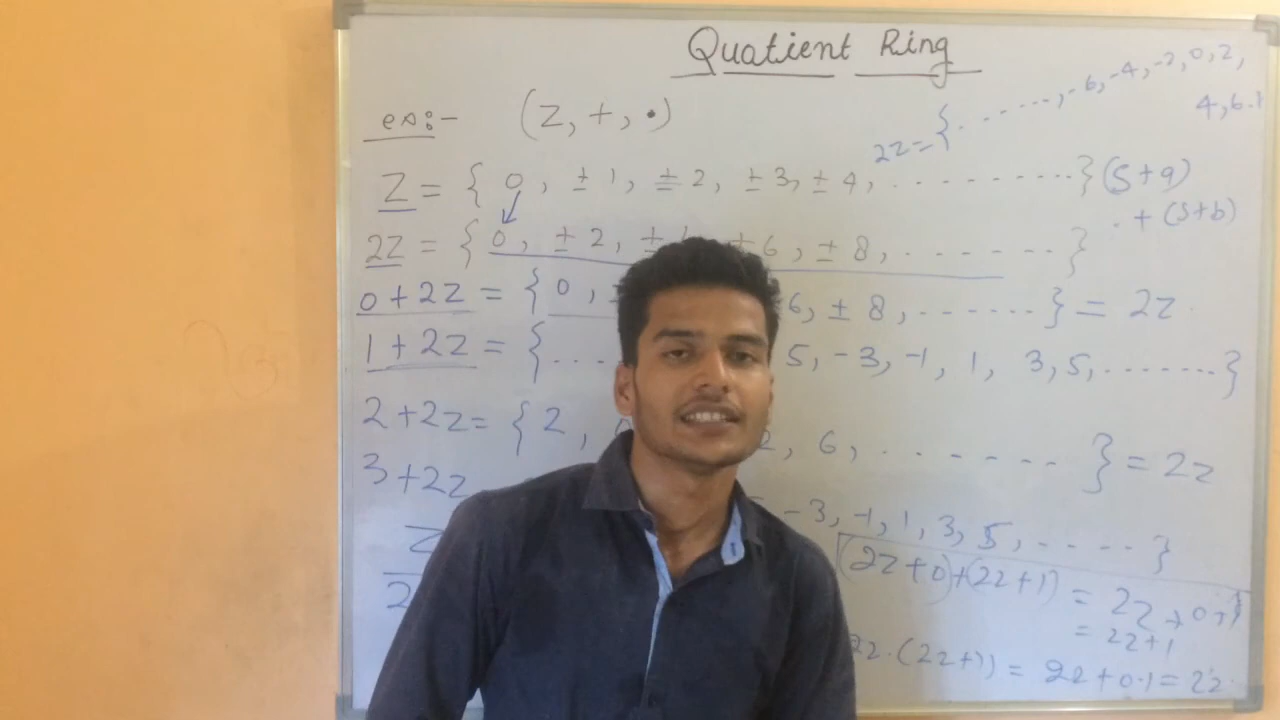 Quatient Ring
2Z = { . - - ....., -6, -4, -2, 0, 2,
4, 6 . }
ex:- (Z, +, •)
Z = { 0, ± 1, ± 2, ± 3, ± 4, . - - - - - - .... } (S+a)
. + (S+b)
2Z = { 0, ± 2, ± ± 6, ± 8, . - - - - - - }
0+2Z = { 0, 6, ± 8, . - - - - - - } = 2Z
1+2Z = { .... 5, -3, -1, 1, 3, 5, ....... }
2+2Z= { 2, 2, 6, . - - - - - - } = 2Z
3+2Z -3, -1, 1, 3, 5, . - - - - }
Z
2
(2Z+0)+(2Z+1) = 2Z + 0+1
= 2Z+1
2Z.(2Z+1) = 2Z+0.1 = 2Z